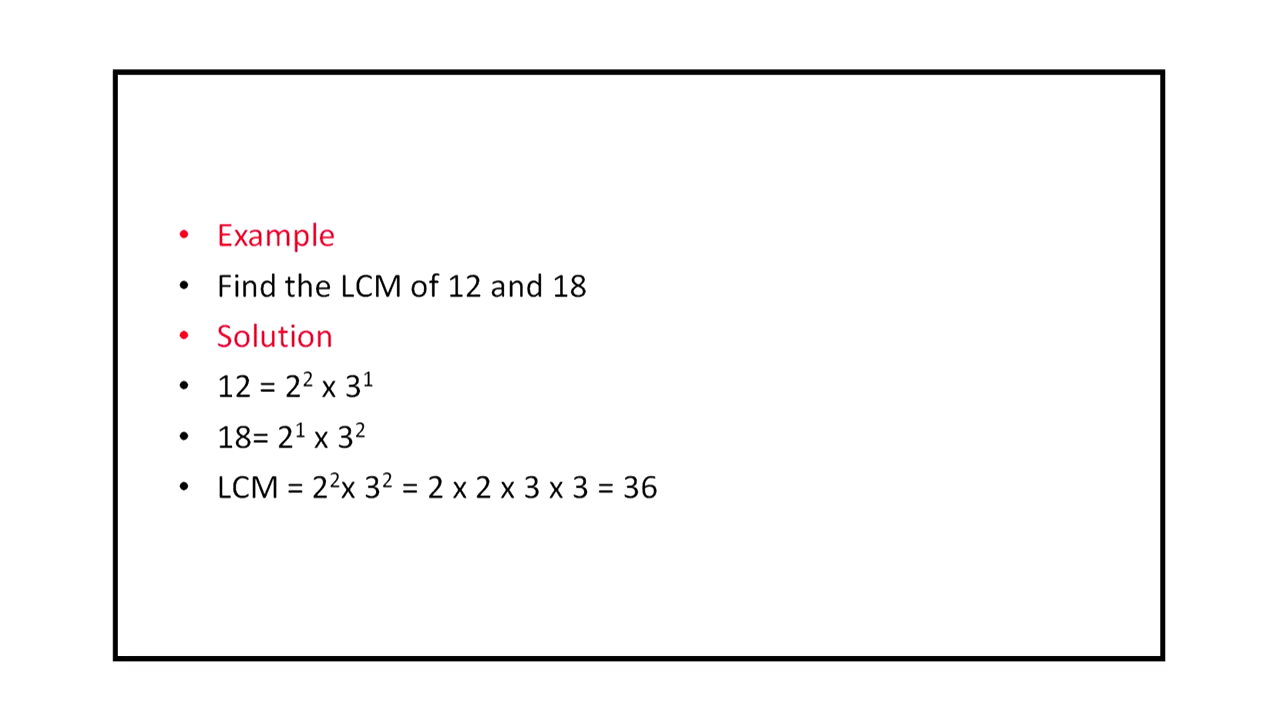 • Example
• Find the LCM of 12 and 18
• Solution
• 12 = 2² x 3¹
• 18= 2¹ x 3²
• LCM = 2²x 3² = 2 x 2 x 3 x 3 = 36